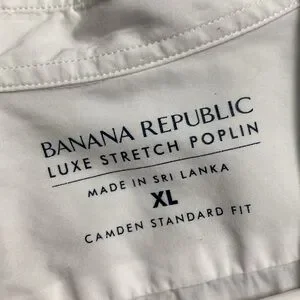 BANANA REPUBLIC
LUXE STRETCH POPLIN
MADE IN SRI LANKA
XL
CAMDEN STANDARD FIT